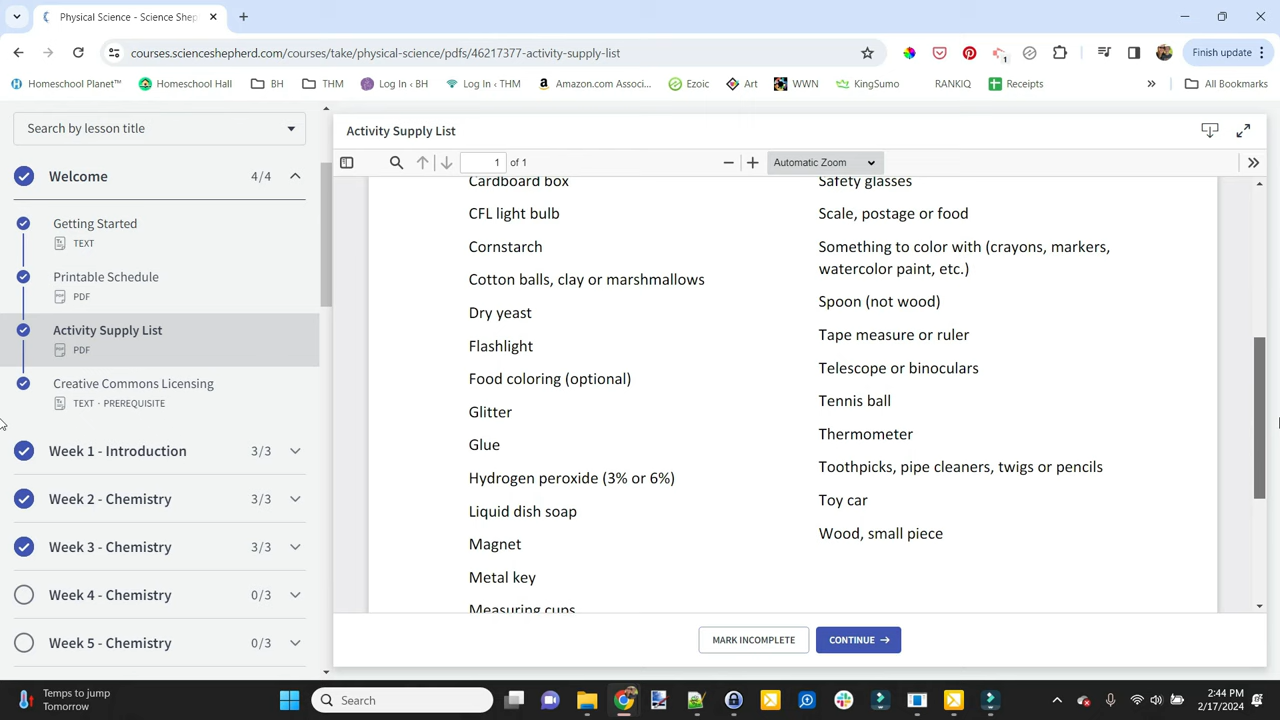 Physical Science - Science Shep
courses.scienceshepherd.com/courses/take/physical-science/pdfs/46217377-activity-supply-list
1
Finish update
Homeschool Planet™
Homeschool Hall
BH
THM
Log In ‹ BH
Log In ‹ THM
Amazon.com Associ...
Ezoic
Art
WWN
KingSumo
RANKIQ
Receipts
All Bookmarks
Search by lesson title
Welcome
4/4
Getting Started
TEXT
Printable Schedule
PDF
Activity Supply List
PDF
Creative Commons Licensing
TEXT · PREREQUISITE
Week 1 - Introduction
3/3
Week 2 - Chemistry
3/3
Week 3 - Chemistry
3/3
Week 4 - Chemistry
0/3
Week 5 - Chemistry
0/3
Activity Supply List
1 of 1
Automatic Zoom
Cardboard box
CFL light bulb
Cornstarch
Cotton balls, clay or marshmallows
Dry yeast
Flashlight
Food coloring (optional)
Glitter
Glue
Hydrogen peroxide (3% or 6%)
Liquid dish soap
Magnet
Metal key
Measuring cups
Safety glasses
Scale, postage or food
Something to color with (crayons, markers,
watercolor paint, etc.)
Spoon (not wood)
Tape measure or ruler
Telescope or binoculars
Tennis ball
Thermometer
Toothpicks, pipe cleaners, twigs or pencils
Toy car
Wood, small piece
MARK INCOMPLETE
CONTINUE
Temps to jump
Tomorrow
Search
2:44 PM
2/17/2024